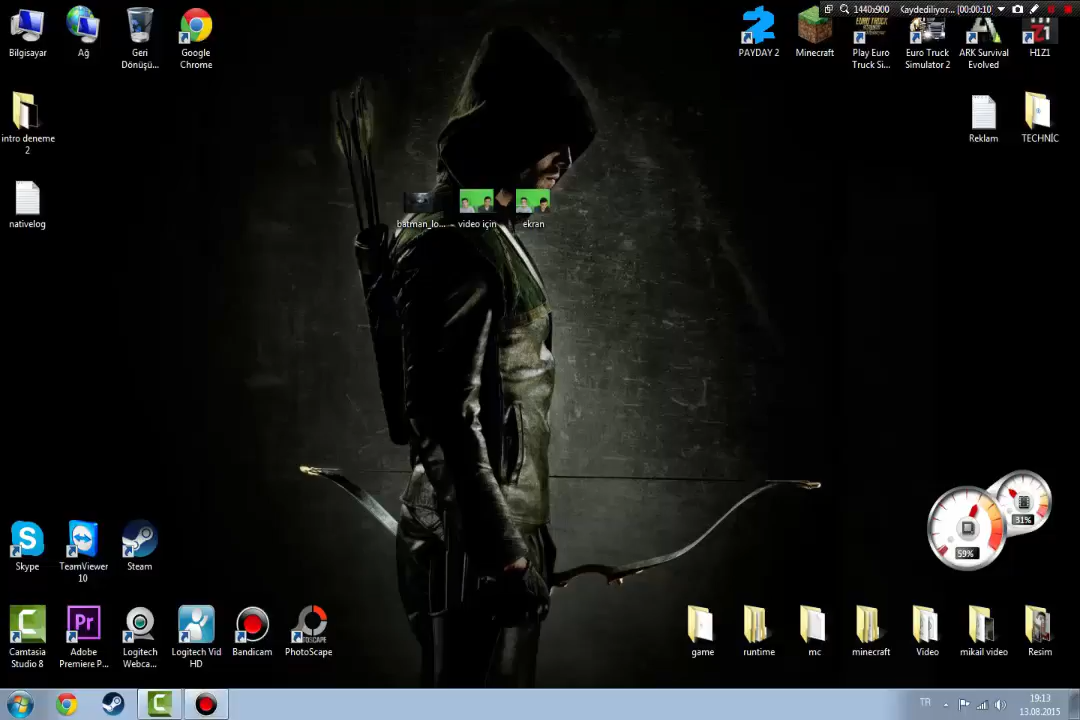 1440x900 Kaydediliyor... [00:00:10]
Bilgisayar
Ağ
Geri
Dönüşü...
Google
Chrome
PAYDAY 2
Minecraft
Play Euro
Truck Si...
Euro Truck
Simulator 2
ARK Survival
Evolved
H1Z1
intro deneme
2
Reklam
TECHNİC
nativelog
batman_lo...
video için
ekran
31%
59%
Skype
TeamViewer
10
Steam
Camtasia
Studio 8
Pr
Adobe
Premiere P...
Logitech
Webca...
Logitech Vid
HD
Bandicam
PhotoScape
game
runtime
mc
minecraft
Video
mikail video
Resim
TR
19:13
13.08.2015